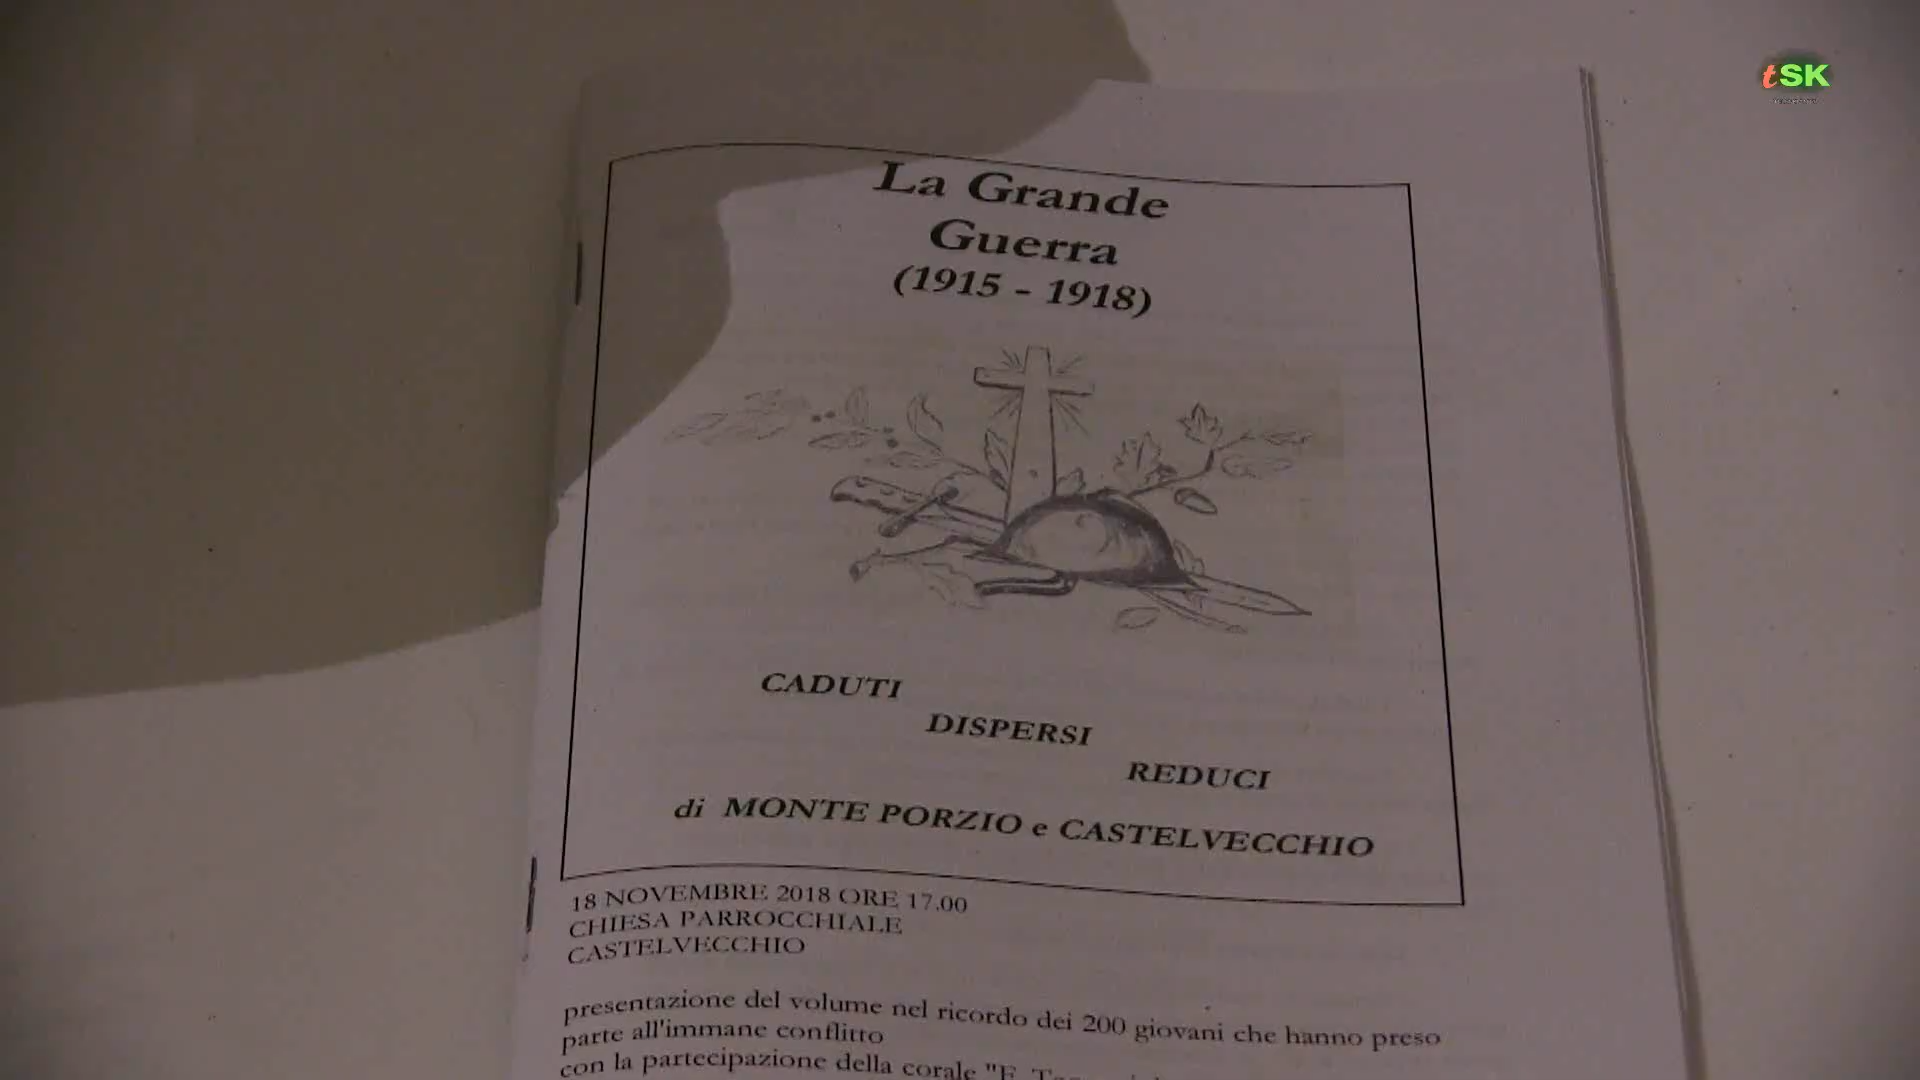 tSK
La Grande
Guerra
(1915 - 1918)
CADUTI
DISPERSI
REDUCI
di MONTE PORZIO e CASTELVECCHIO
18 NOVEMBRE 2018 ORE 17.00
CHIESA PARROCCHIALE
CASTELVECCHIO
presentazione del volume nel ricordo dei 200 giovani che hanno preso
parte all'immane conflitto
con la partecipazione della corale